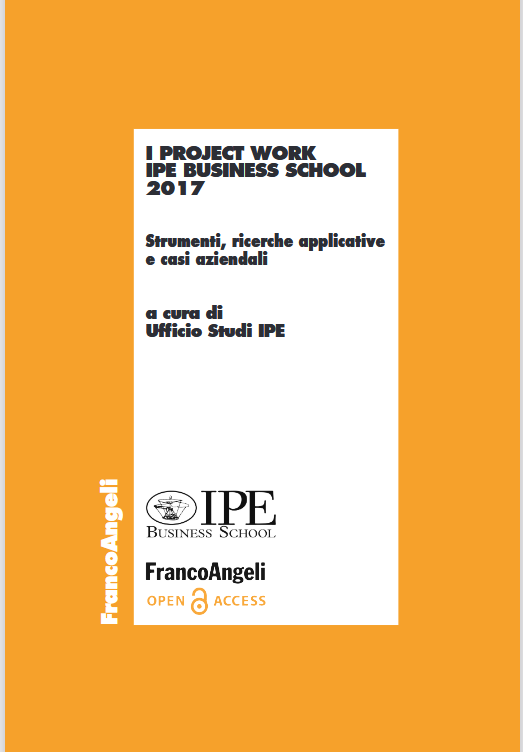 I PROJECT WORK
IPE BUSINESS SCHOOL
2017
Strumenti, ricerche applicative
e casi aziendali
a cura di
Ufficio Studi IPE
FrancoAngeli
IPE
BUSINESS SCHOOL
FrancoAngeli
OPEN ACCESS